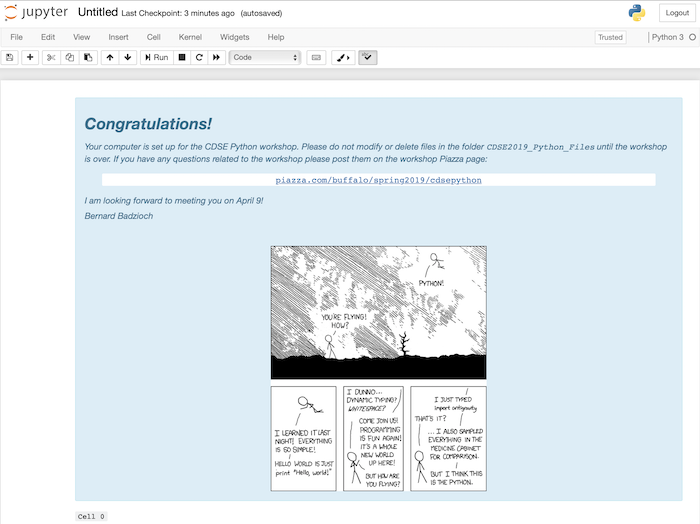 jupyter Untitled Last Checkpoint: 3 minutes ago (autosaved)
Logout
File Edit View Insert Cell Kernel Widgets Help
Trusted
Python 3
Run
Code
Congratulations!
Your computer is set up for the CDSE Python workshop. Please do not modify or delete files in the folder CDSE2019_Python_Files until the workshop
is over. If you have any questions related to the workshop please post them on the workshop Piazza page:
piazza.com/buffalo/spring2019/cdsepython
I am looking forward to meeting you on April 9!
Bernard Badzioch
PYTHON!
YOU'RE FLYING!
HOW?
I LEARNED IT LAST
NIGHT! EVERYTHING
IS SO SIMPLE!
HELLO WORLD IS JUST
print "Hello, world!"
I DUNNO...
DYNAMIC TYPING?
WHITESPACE?
COME JOIN US!
PROGRAMMING
IS FUN AGAIN!
IT'S A WHOLE
NEW WORLD
UP HERE!
BUT HOW ARE
YOU FLYING?
I JUST TYPED
import antigravity
THAT'S IT?
... I ALSO SAMPLED
EVERYTHING IN THE
MEDICINE CABINET
FOR COMPARISON.
BUT I THINK THIS
IS THE PYTHON.
Cell 0